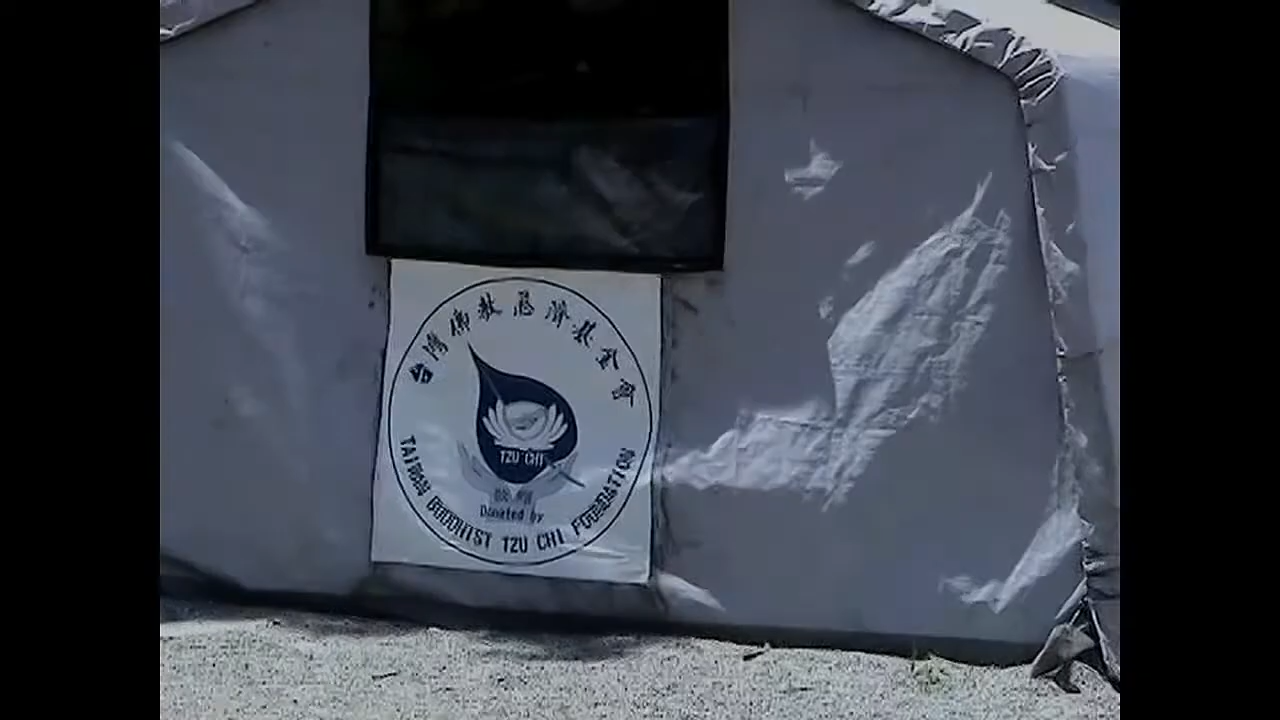 台灣佛教慈濟基金會
TZU CHI
Donated by
TAIWAN BUDDHIST TZU CHI FOUNDATION